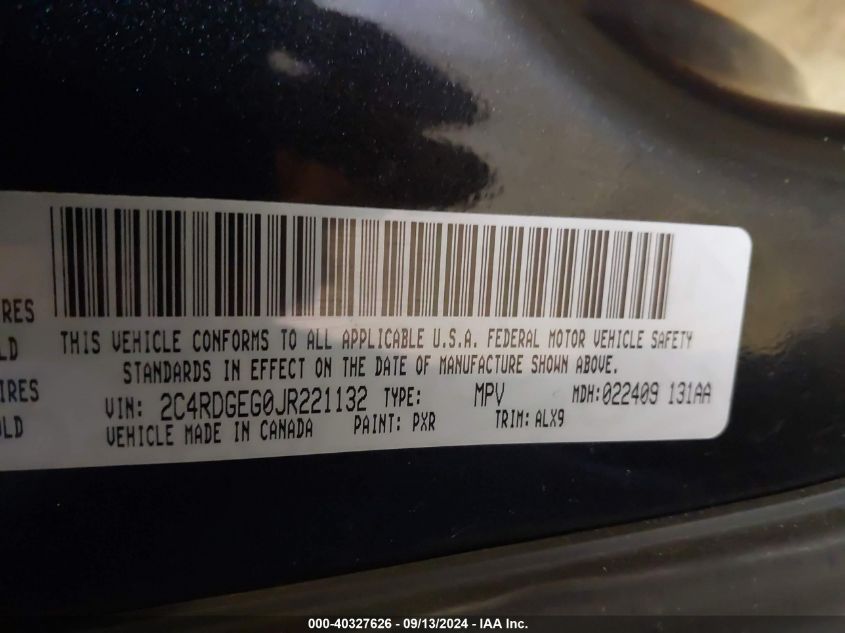 THIS VEHICLE CONFORMS TO ALL APPLICABLE U.S.A. FEDERAL MOTOR VEHICLE SAFETY
STANDARDS IN EFFECT ON THE DATE OF MANUFACTURE SHOWN ABOVE.
VIN: 2C4RDGEG0JR221132 TYPE: MPV MDH:022409 131AA
VEHICLE MADE IN CANADA PAINT: PXR TRIM: ALX9
IRES
LD
IRES
OLD
000-40327626 - 09/13/2024 - IAA Inc.